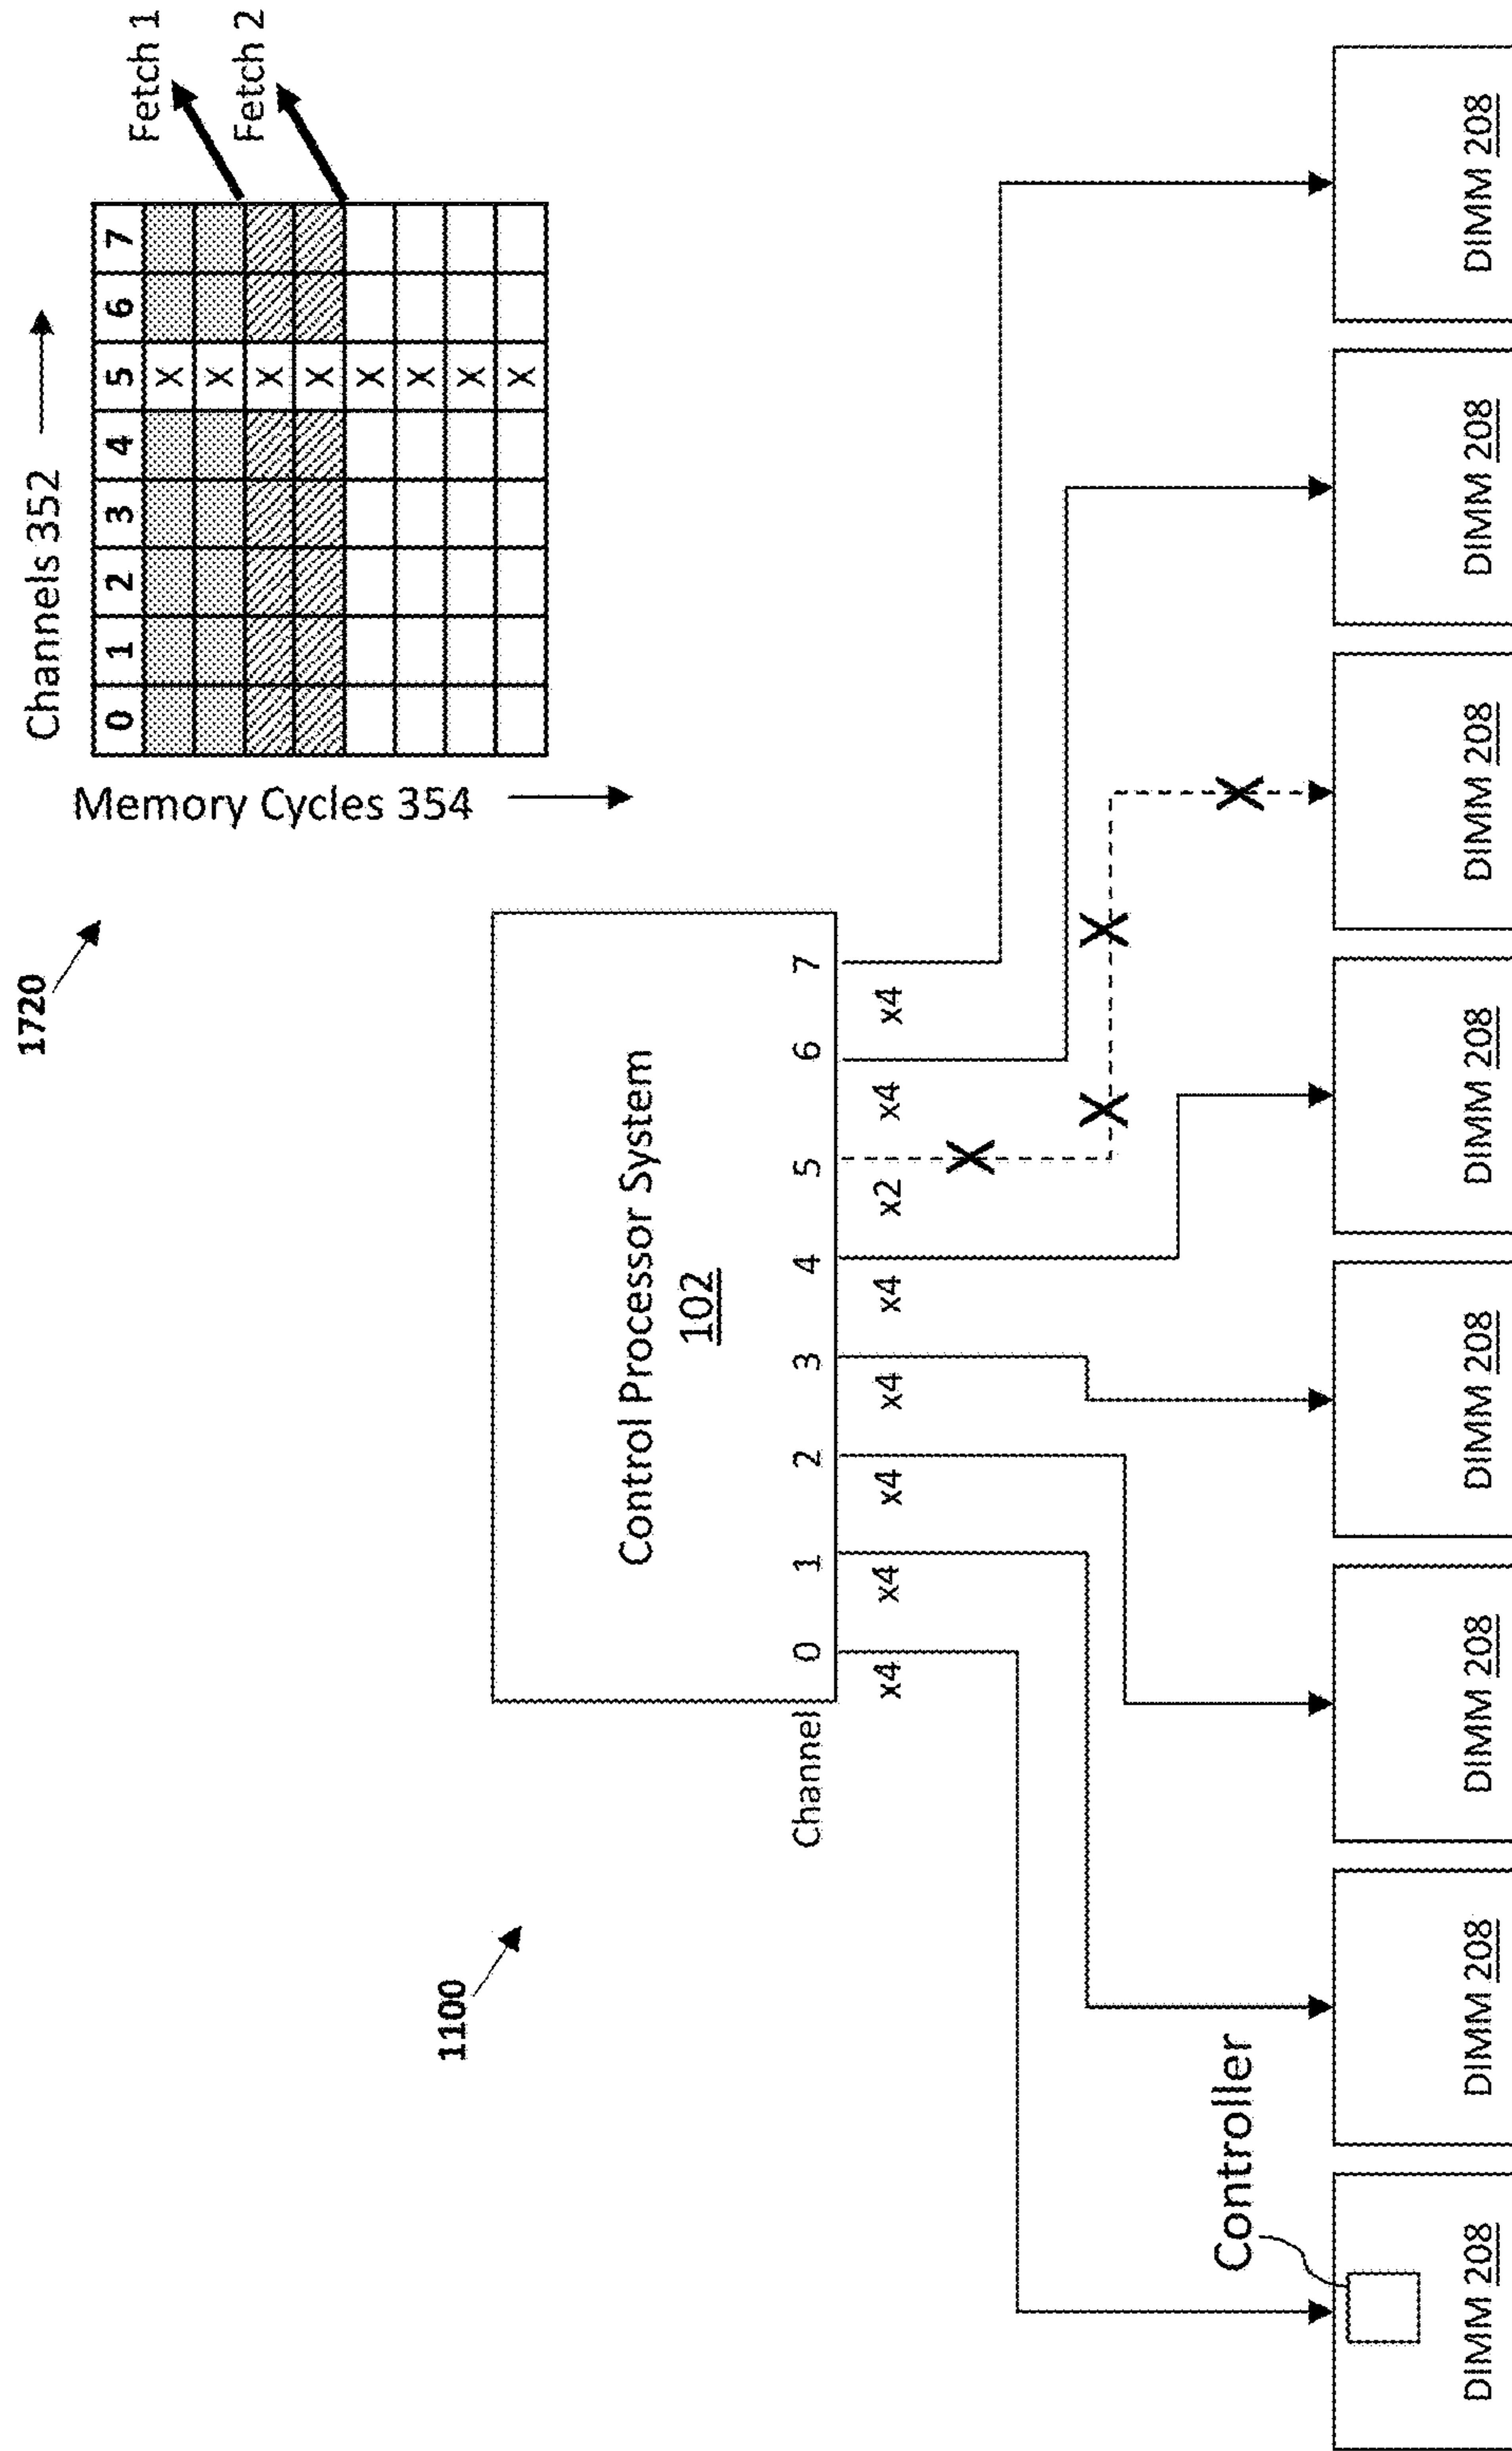 1720
Channels 352
0 1 2 3 4 5 6 7
X
X
X
X
X
X
X
X
Memory Cycles 354
Fetch 1
Fetch 2
1100
Control Processor System
102
Channel 0 1 2 3 4 5 6 7
x4 x4 x4 x4 x4 x2 x4 x4
X
X
X
X
Controller
DIMM 208 DIMM 208 DIMM 208 DIMM 208 DIMM 208 DIMM 208 DIMM 208 DIMM 208